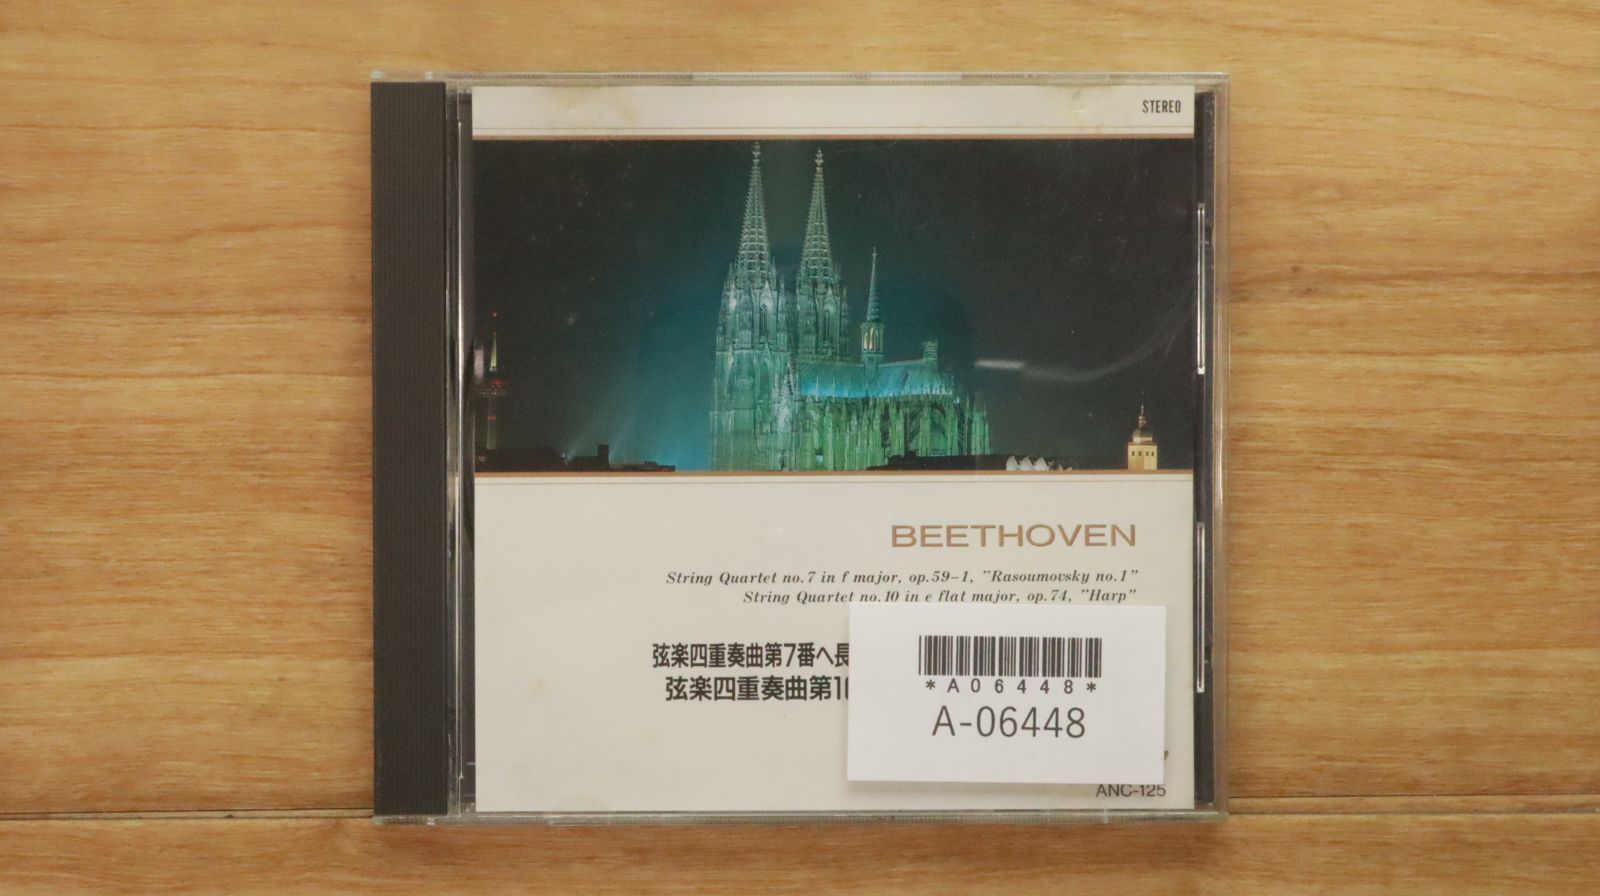 STEREO
BEETHOVEN
String Quartet no.7 in f major, op.59-1, "Rasoumovsky no.1"
String Quartet no.10 in e flat major, op.74, "Harp"
弦楽四重奏曲第7番ヘ長
弦楽四重奏曲第10
*A06448*
A-06448
ANC-125